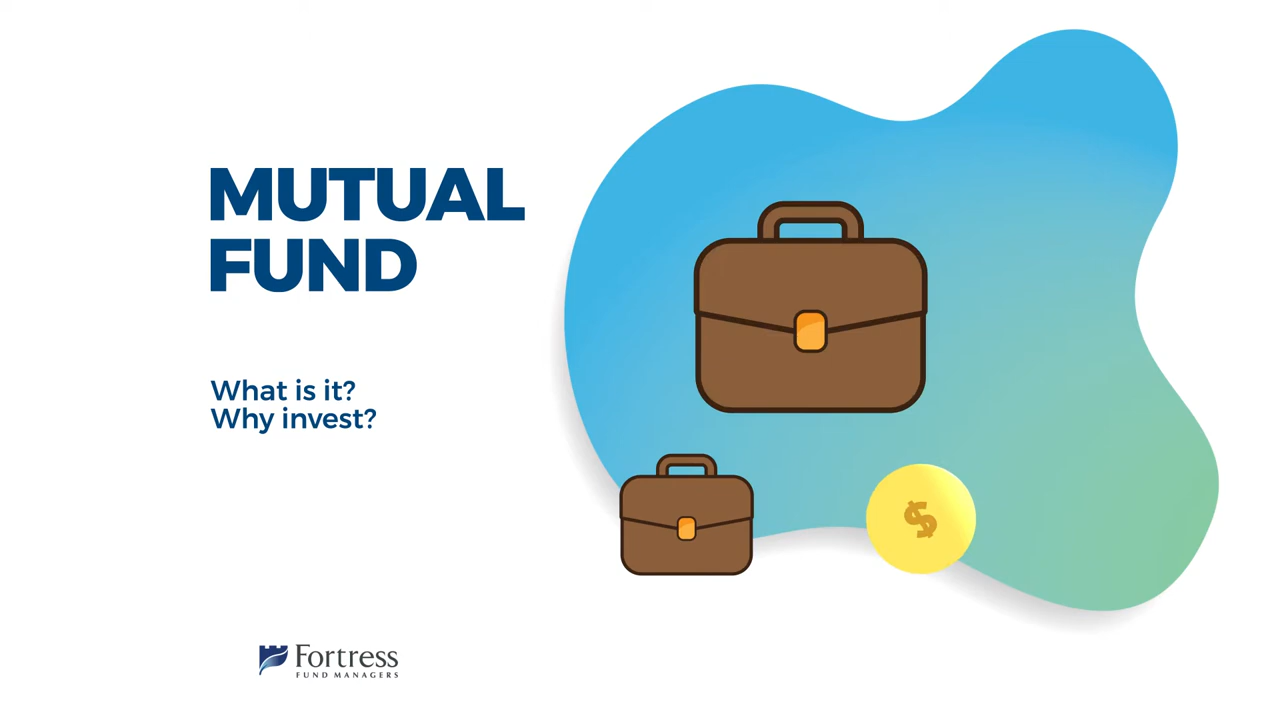 MUTUAL
FUND
What is it?
Why invest?
$
Fortress
FUND MANAGERS